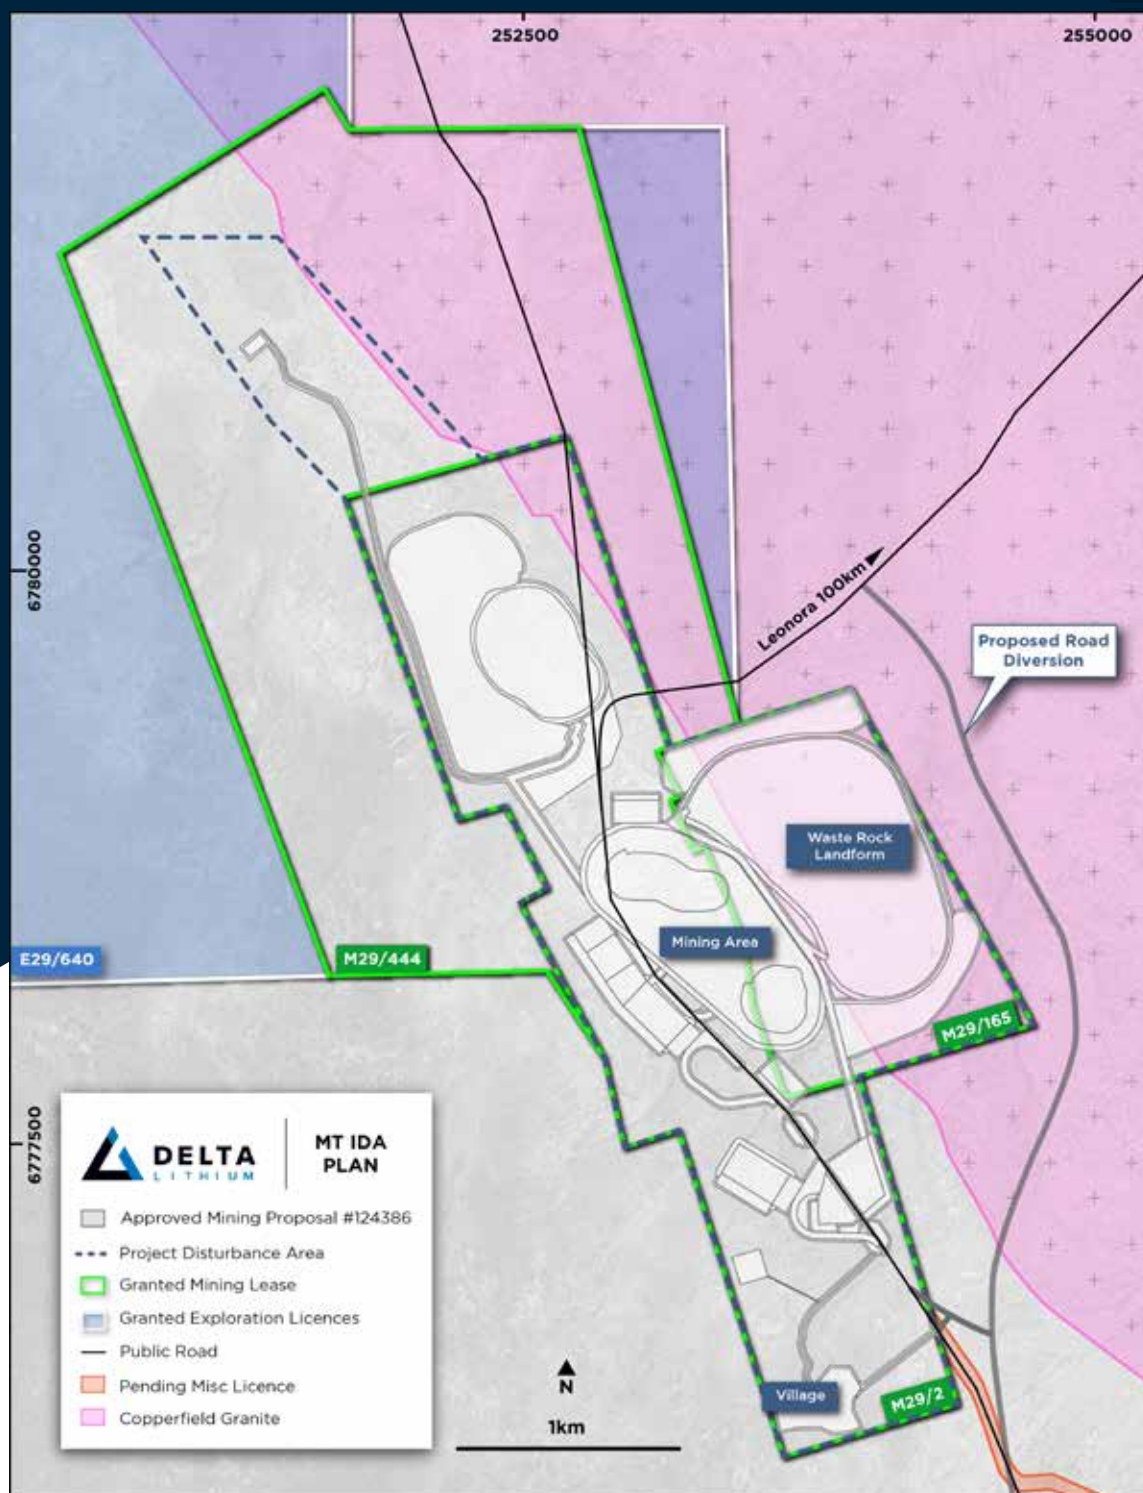 252500
255000
6780000
Leonora 100km
Proposed Road
Diversion
Waste Rock
Landform
Mining Area
E29/640
M29/444
M29/165
6777500
DELTA
LITHIUM
MT IDA
PLAN
Approved Mining Proposal #124386
Project Disturbance Area
Granted Mining Lease
Granted Exploration Licences
Public Road
Pending Misc Licence
Copperfield Granite
N
1km
Village
M29/2